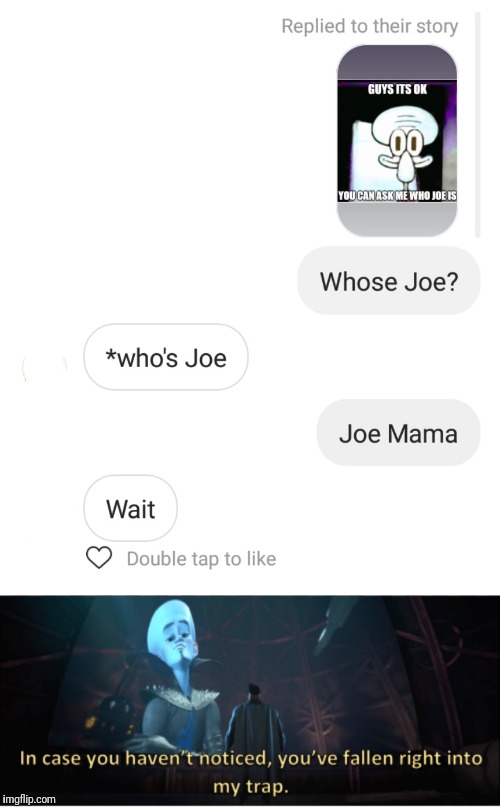 Replied to their story
GUYS ITS OK
YOU CAN ASK ME WHO JOE IS
Whose Joe?
*who's Joe
Joe Mama
Wait
Double tap to like
In case you haven't noticed, you've fallen right into
my trap.
imgflip.com